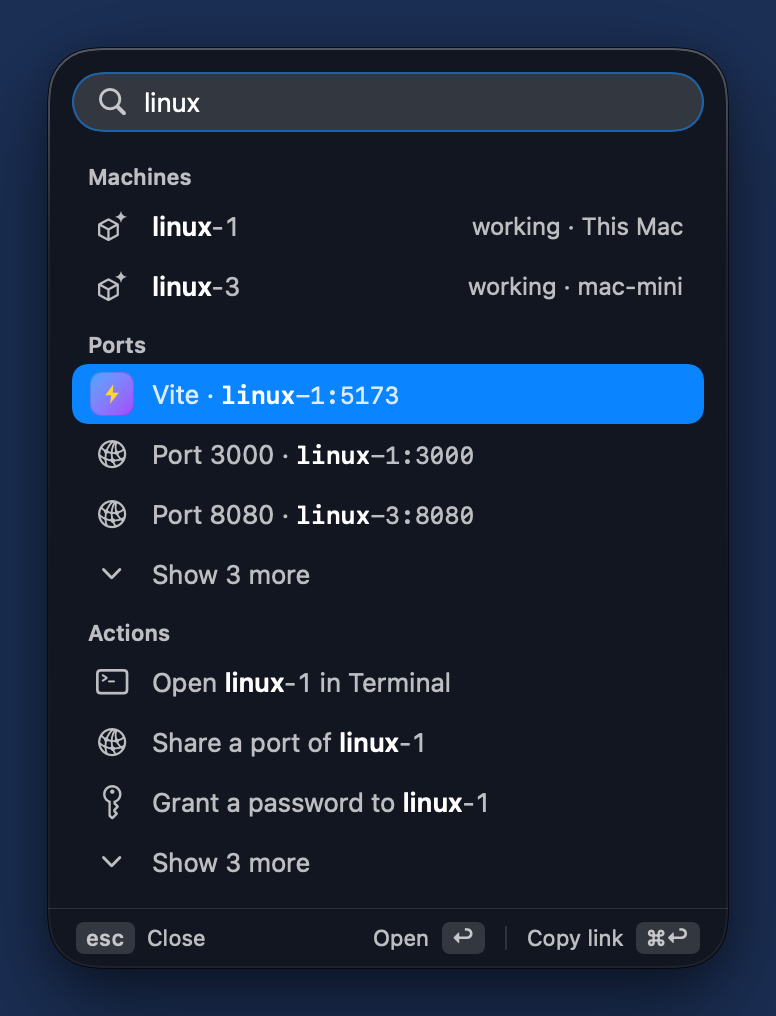 linux
Machines
linux-1 working · This Mac
linux-3 working · mac-mini
Ports
Vite · linux-1:5173
Port 3000 · linux-1:3000
Port 8080 · linux-3:8080
Show 3 more
Actions
Open linux-1 in Terminal
Share a port of linux-1
Grant a password to linux-1
Show 3 more
esc Close Open ↩ Copy link ⌘↩